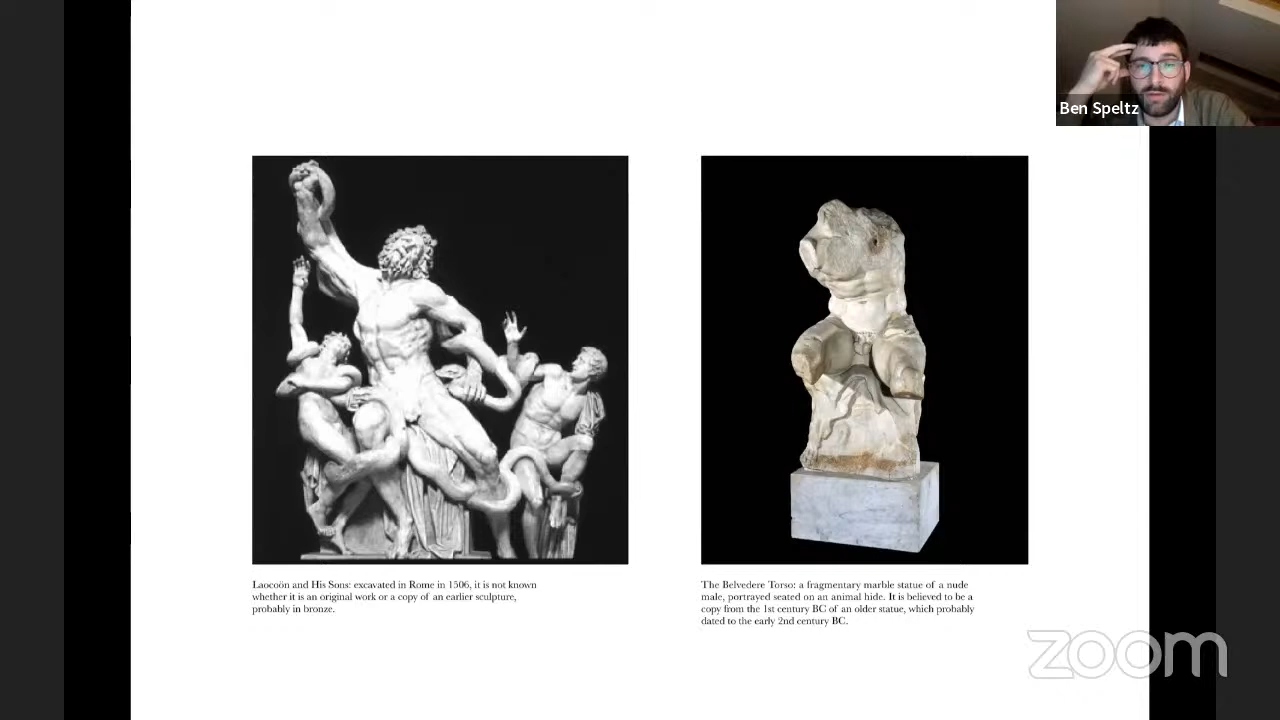 Ben Speltz
Laocoön and His Sons: excavated in Rome in 1506, it is not known
whether it is an original work or a copy of an earlier sculpture,
probably in bronze.
The Belvedere Torso: a fragmentary marble statue of a nude
male, portrayed seated on an animal hide. It is believed to be a
copy from the 1st century BC of an older statue, which probably
dated to the early 2nd century BC.
zoom